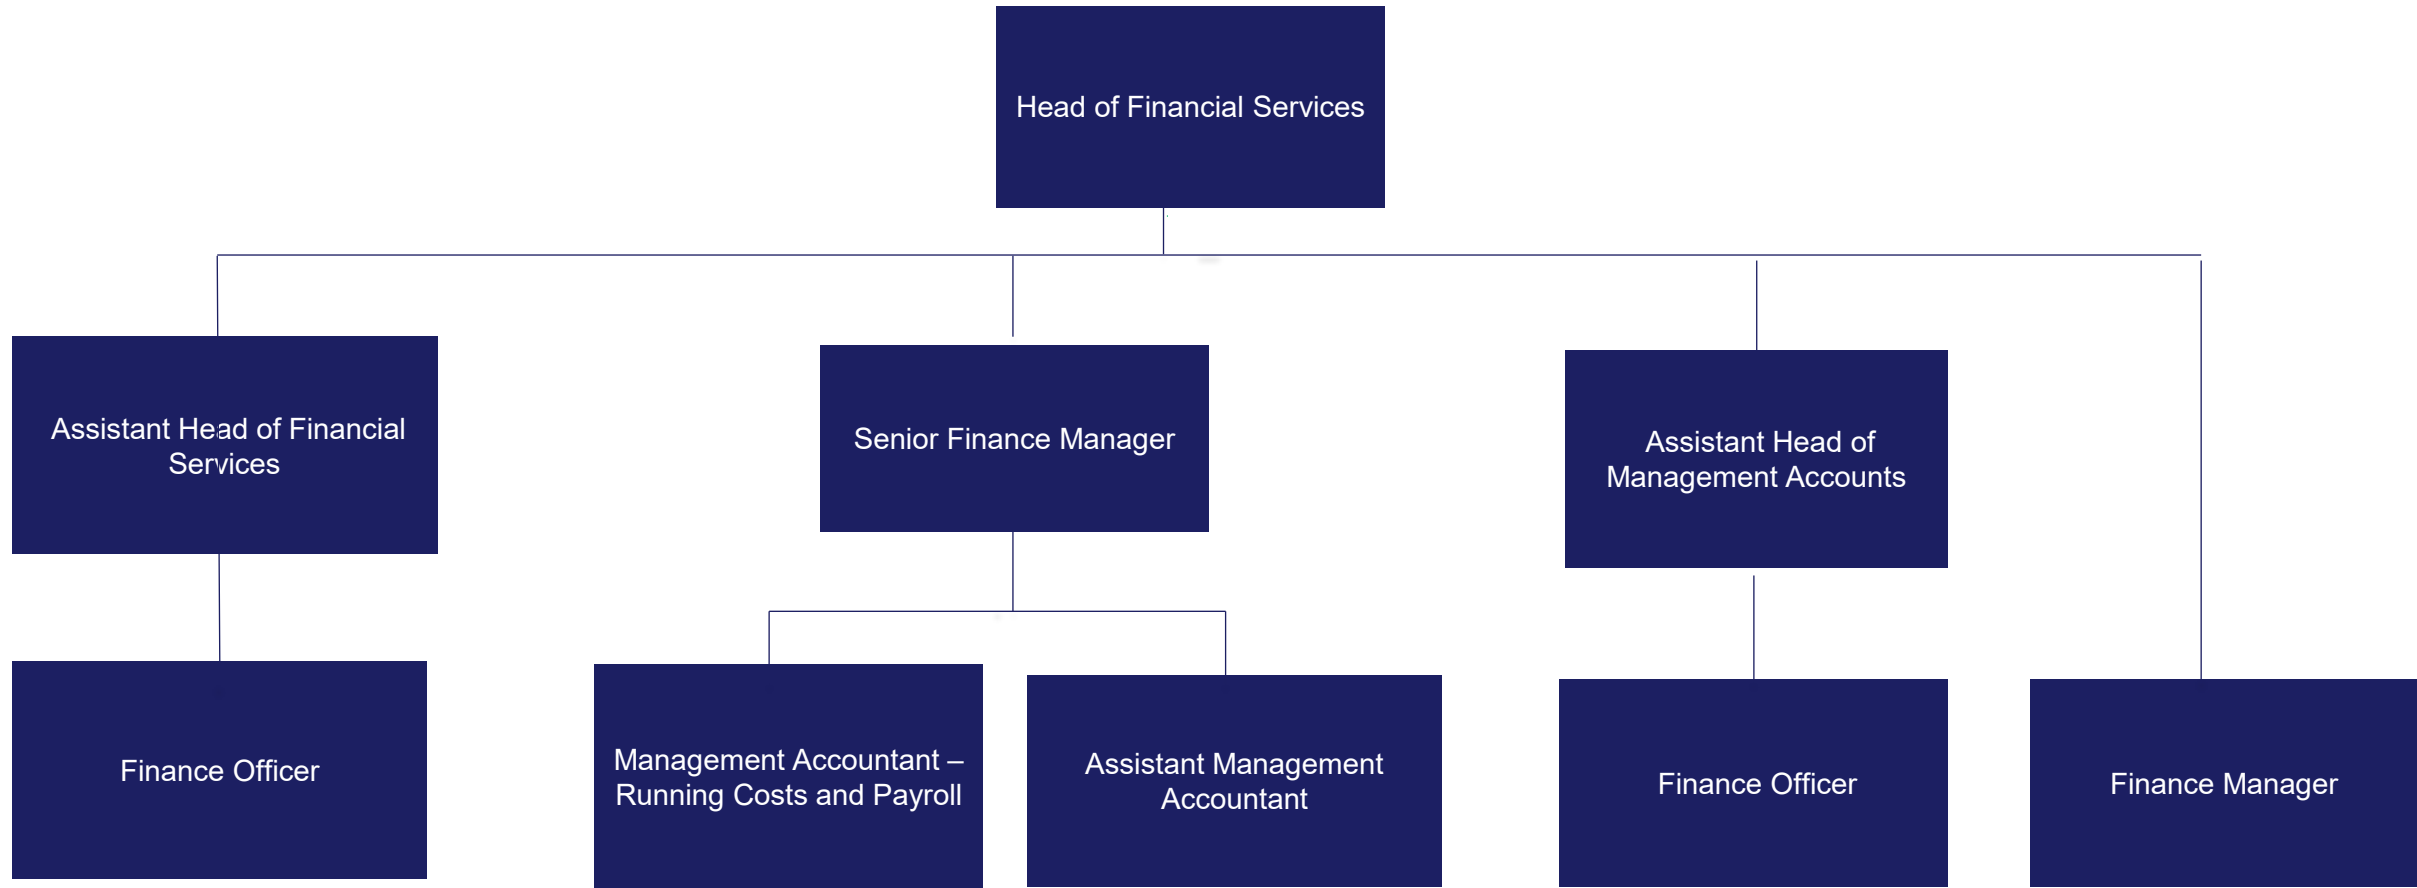 Head of Financial Services
Assistant Head of Financial
Services
Senior Finance Manager
Assistant Head of
Management Accounts
Finance Officer
Management Accountant –
Running Costs and Payroll
Assistant Management
Accountant
Finance Officer
Finance Manager